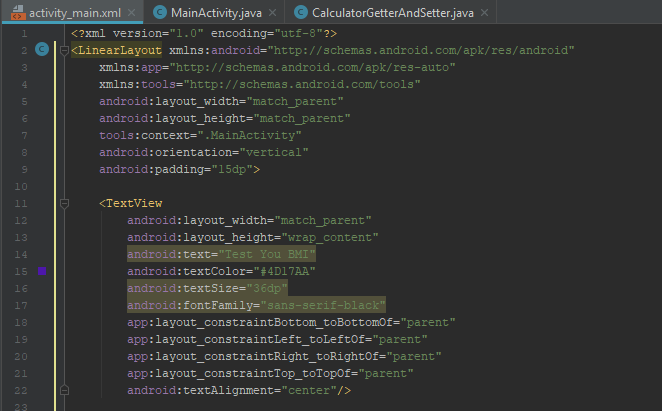 activity_main.xml × MainActivity.java × CalculatorGetterAndSetter.java ×
1 <?xml version="1.0" encoding="utf-8"?>
2 C <LinearLayout xmlns:android="http://schemas.android.com/apk/res/android"
3 xmlns:app="http://schemas.android.com/apk/res-auto"
4 xmlns:tools="http://schemas.android.com/tools"
5 android:layout_width="match_parent"
6 android:layout_height="match_parent"
7 tools:context=".MainActivity"
8 android:orientation="vertical"
9 android:padding="15dp">
10
11 <TextView
12 android:layout_width="match_parent"
13 android:layout_height="wrap_content"
14 android:text="Test You BMI"
15 android:textColor="#4D17AA"
16 android:textSize="36dp"
17 android:fontFamily="sans-serif-black"
18 app:layout_constraintBottom_toBottomOf="parent"
19 app:layout_constraintLeft_toLeftOf="parent"
20 app:layout_constraintRight_toRightOf="parent"
21 app:layout_constraintTop_toTopOf="parent"
22 android:textAlignment="center"/>
23